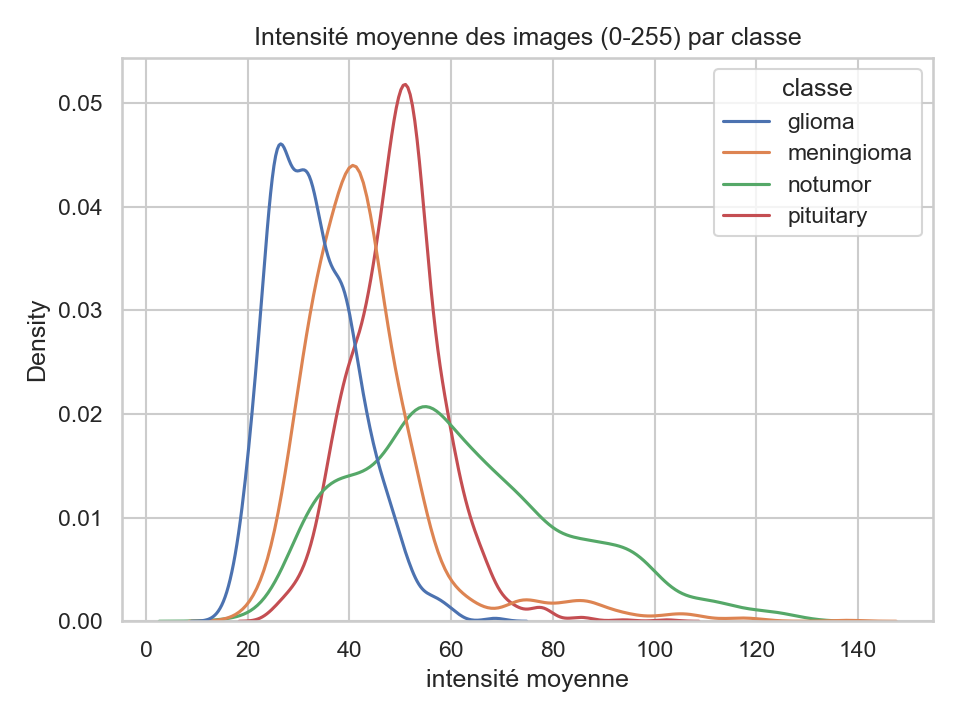 Intensité moyenne des images (0-255) par classe
classe
glioma
meningioma
notumor
pituitary
Density
0.05
0.04
0.03
0.02
0.01
0.00
0 20 40 60 80 100 120 140
intensité moyenne